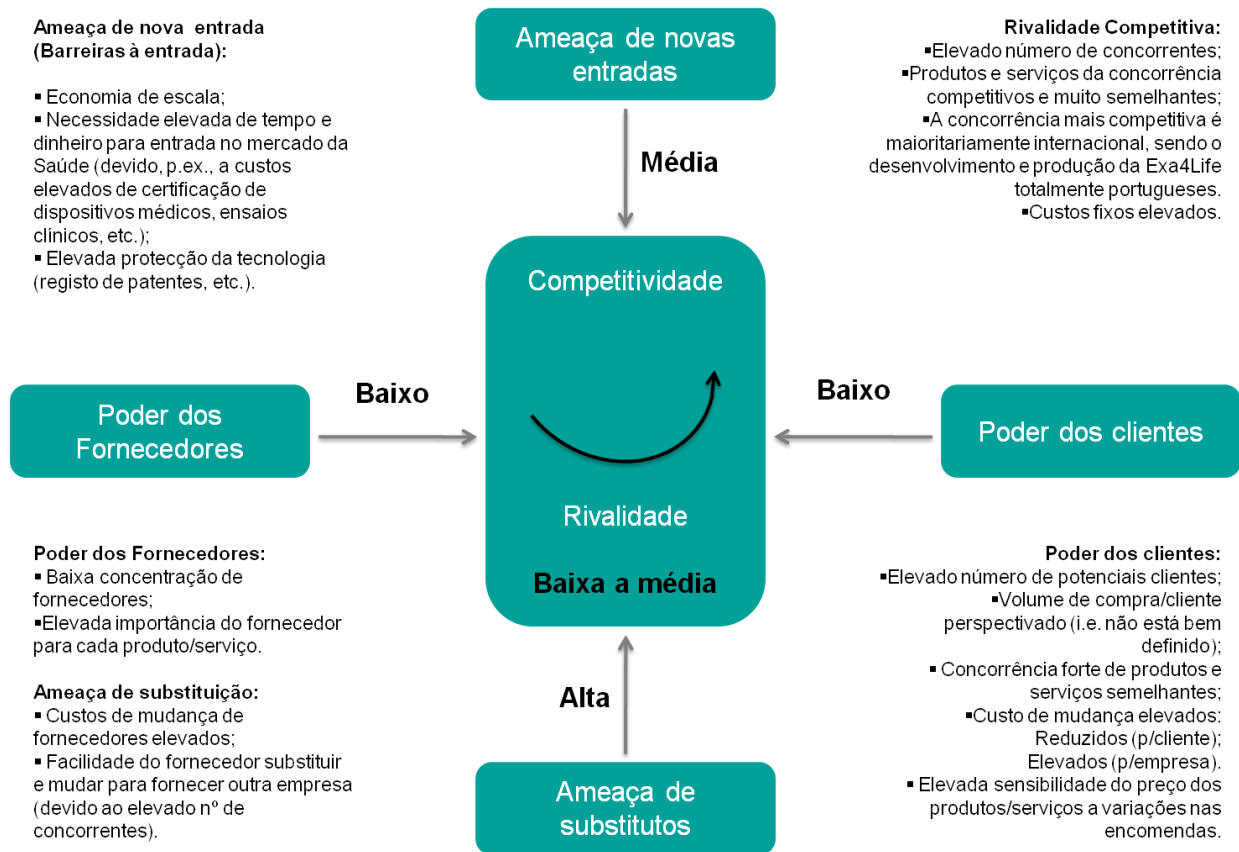 Ameaça de nova entrada
(Barreiras à entrada):
▪ Economia de escala;
▪ Necessidade elevada de tempo e
dinheiro para entrada no mercado da
Saúde (devido, p.ex., a custos
elevados de certificação de
dispositivos médicos, ensaios
clínicos, etc.);
▪ Elevada protecção da tecnologia
(registo de patentes, etc.).
Ameaça de novas
entradas
Média
Rivalidade Competitiva:
▪Elevado número de concorrentes;
▪Produtos e serviços da concorrência
competitivos e muito semelhantes;
▪A concorrência mais competitiva é
maioritariamente internacional, sendo o
desenvolvimento e produção da Exa4Life
totalmente portugueses.
▪Custos fixos elevados.
Competitividade
Rivalidade
Baixa a média
Poder dos
Fornecedores
Baixo
Baixo
Poder dos clientes
Poder dos Fornecedores:
▪ Baixa concentração de
fornecedores;
▪Elevada importância do fornecedor
para cada produto/serviço.
Ameaça de substituição:
▪ Custos de mudança de
fornecedores elevados;
▪ Facilidade do fornecedor substituir
e mudar para fornecer outra empresa
(devido ao elevado nº de
concorrentes).
Alta
Ameaça de
substitutos
Poder dos clientes:
▪Elevado número de potenciais clientes;
▪Volume de compra/cliente
perspectivado (i.e. não está bem
definido);
▪ Concorrência forte de produtos e
serviços semelhantes;
▪Custo de mudança elevados:
Reduzidos (p/cliente);
Elevados (p/empresa).
▪ Elevada sensibilidade do preço dos
produtos/serviços a variações nas
encomendas.